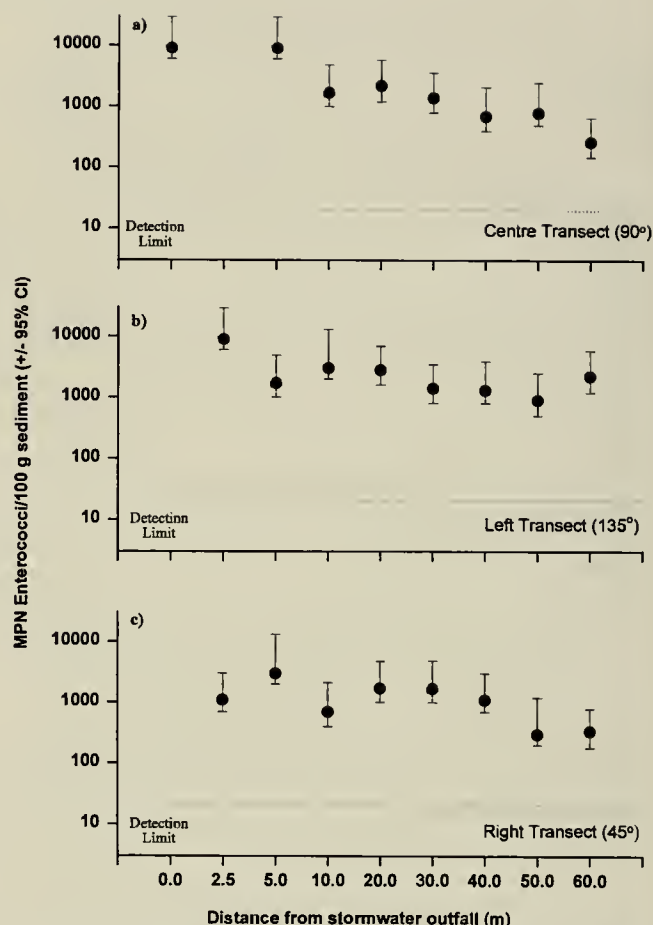 MPN Enterococci/100 g sediment (+/- 95% CI)
a)
10000
1000
100
10
Detection
Limit
Centre Transect (90º)
b)
10000
1000
100
10
Detection
Limit
Left Transect (135°)
c)
10000
1000
100
10
Detection
Limit
Right Transect (45º)
0.0 2.5 5.0 10.0 20.0 30.0 40.0 50.0 60.0
Distance from stormwater outfall (m)